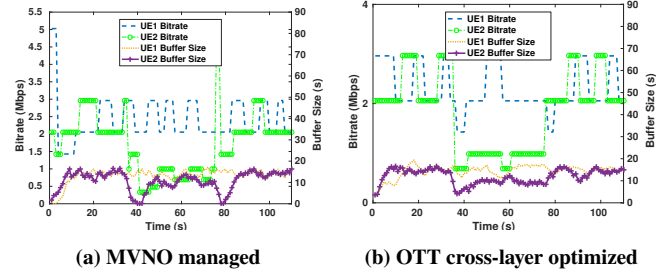 UE1 Bitrate
UE2 Bitrate
UE1 Buffer Size
UE2 Buffer Size
Bitrate (Mbps)
5.5
5
4.5
4
3.5
3
2.5
2
1.5
1
0.5
0
0 20 40 60 80 100
Time (s)
90
80
70
60
50
40
30
20
10
0
Buffer Size (s)
(a) MVNO managed
UE1 Bitrate
UE2 Bitrate
UE1 Buffer Size
UE2 Buffer Size
Bitrate (Mbps)
4
2
0
0 20 40 60 80 100
Time (s)
90
80
70
60
50
40
30
20
10
0
Buffer Size (s)
(b) OTT cross-layer optimized